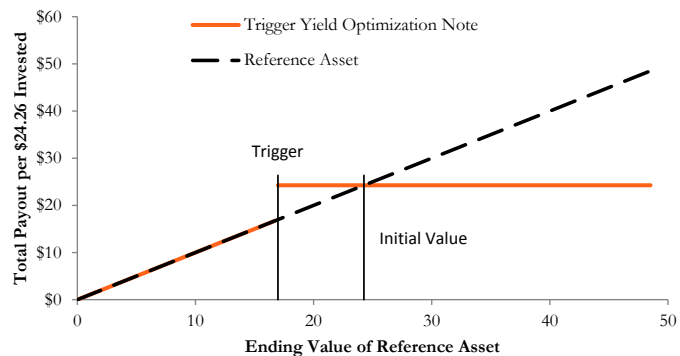 Trigger Yield Optimization Note
Reference Asset
Total Payout per $24.26 Invested
$60
$50
$40
$30
$20
$10
$0
Trigger
Initial Value
0
10
20
30
40
50
Ending Value of Reference Asset